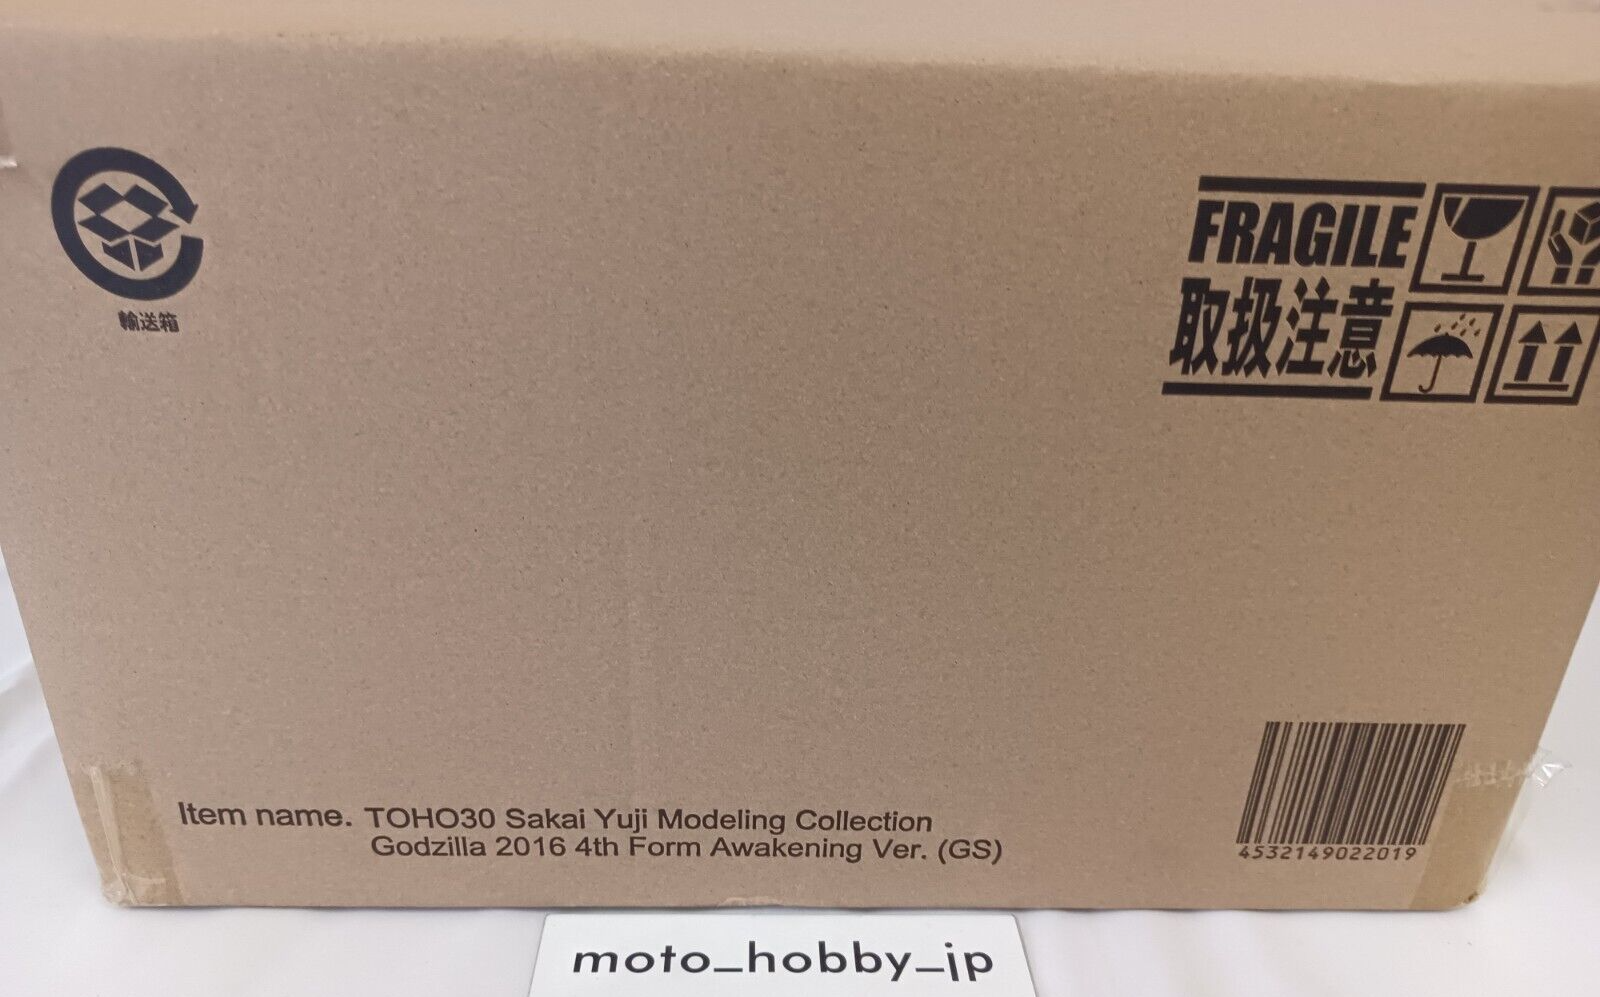 輸送箱
FRAGILE
取扱注意
Item name. TOHO30 Sakai Yuji Modeling Collection
Godzilla 2016 4th Form Awakening Ver. (GS)
4532149022019
moto_hobby_jp